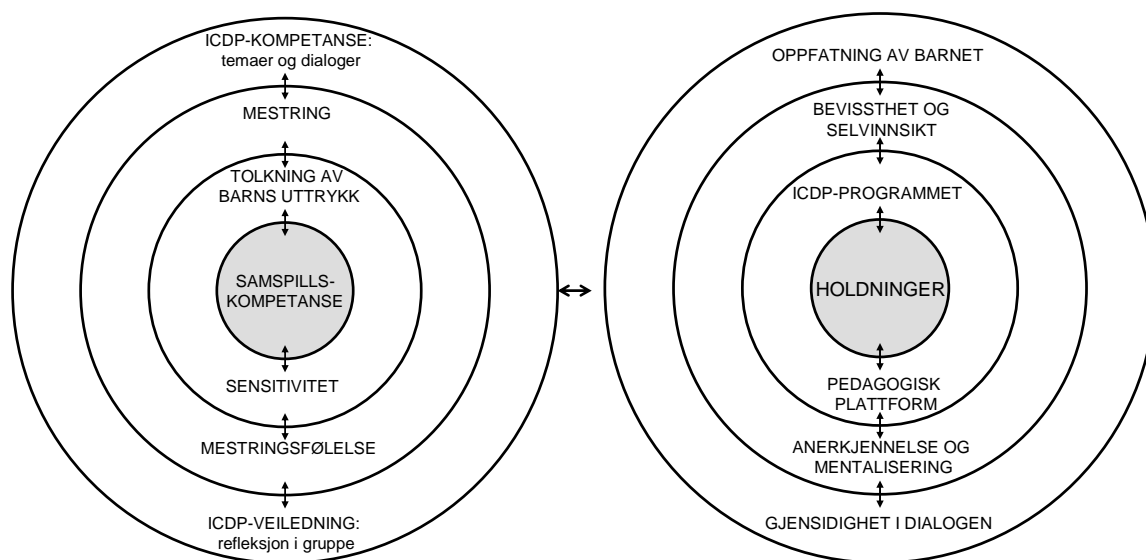 ICDP-KOMPETANSE:
temaer og dialoger
MESTRING
TOLKNING AV
BARNS UTTRYKK
SAMSPILLS-
KOMPETANSE
SENSITIVITET
MESTRINGSFØLELSE
ICDP-VEILEDNING:
refleksjon i gruppe
OPPFATNING AV BARNET
BEVISSTHET OG
SELVINNSIKT
ICDP-PROGRAMMET
HOLDNINGER
PEDAGOGISK
PLATTFORM
ANERKJENNELSE OG
MENTALISERING
GJENSIDIGHET I DIALOGEN